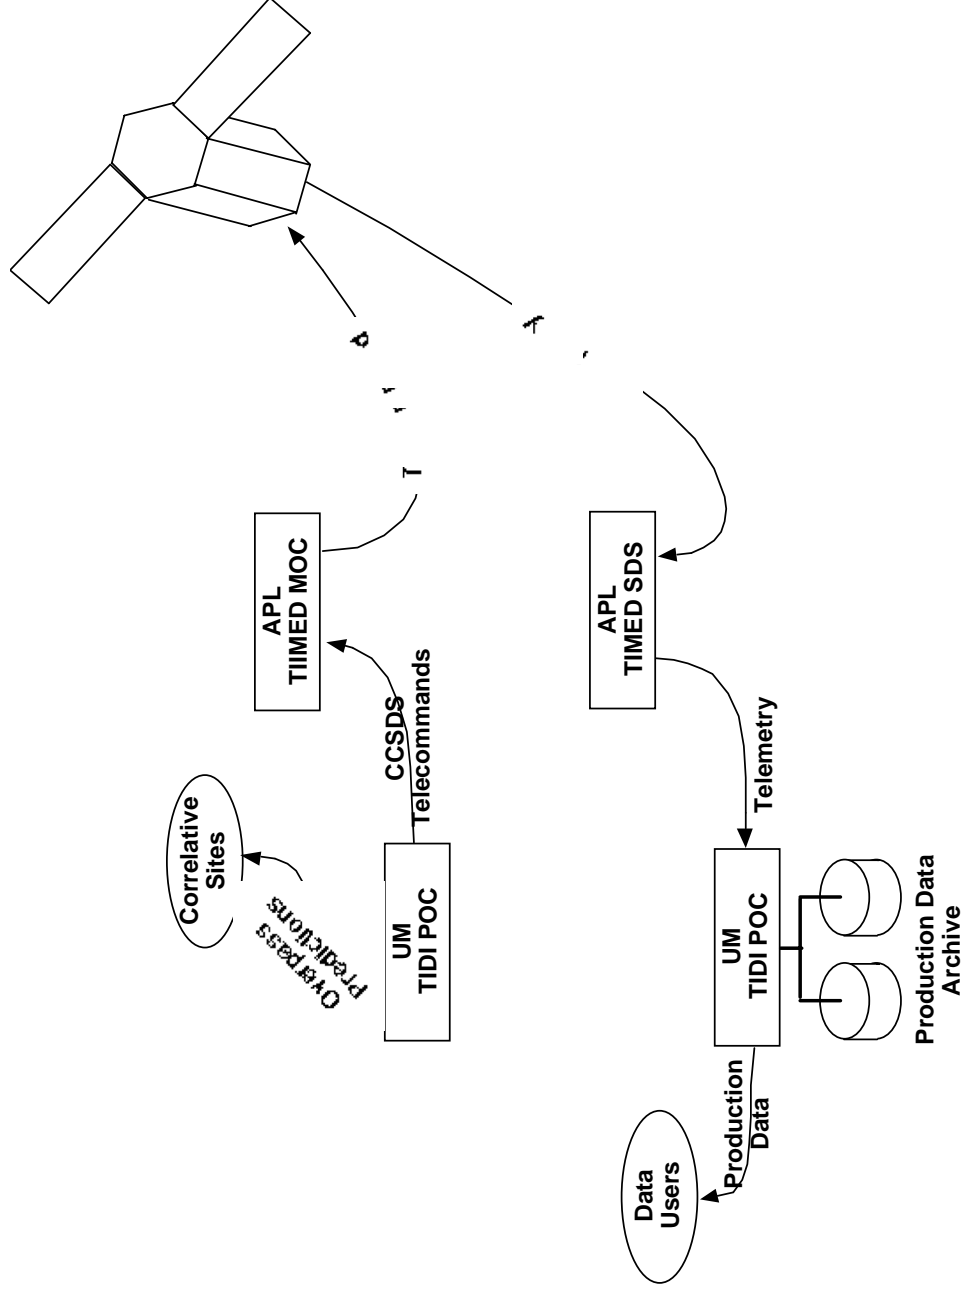 Correlative
Sites
Overpass
predictions
UM
TIDI POC
CCSDS
Telecommands
APL
TIIMED MOC
Data
Users
Production
Data
UM
TIDI POC
Production Data
Archive
Telemetry
APL
TIMED SDS